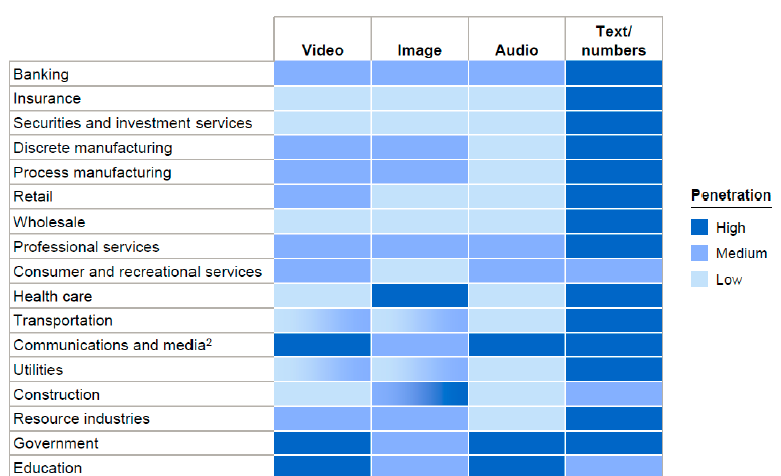 Video Image Audio Text/
numbers
Banking
Insurance
Securities and investment services
Discrete manufacturing
Process manufacturing
Retail
Wholesale
Professional services
Consumer and recreational services
Health care
Transportation
Communications and media²
Utilities
Construction
Resource industries
Government
Education
Penetration
High
Medium
Low